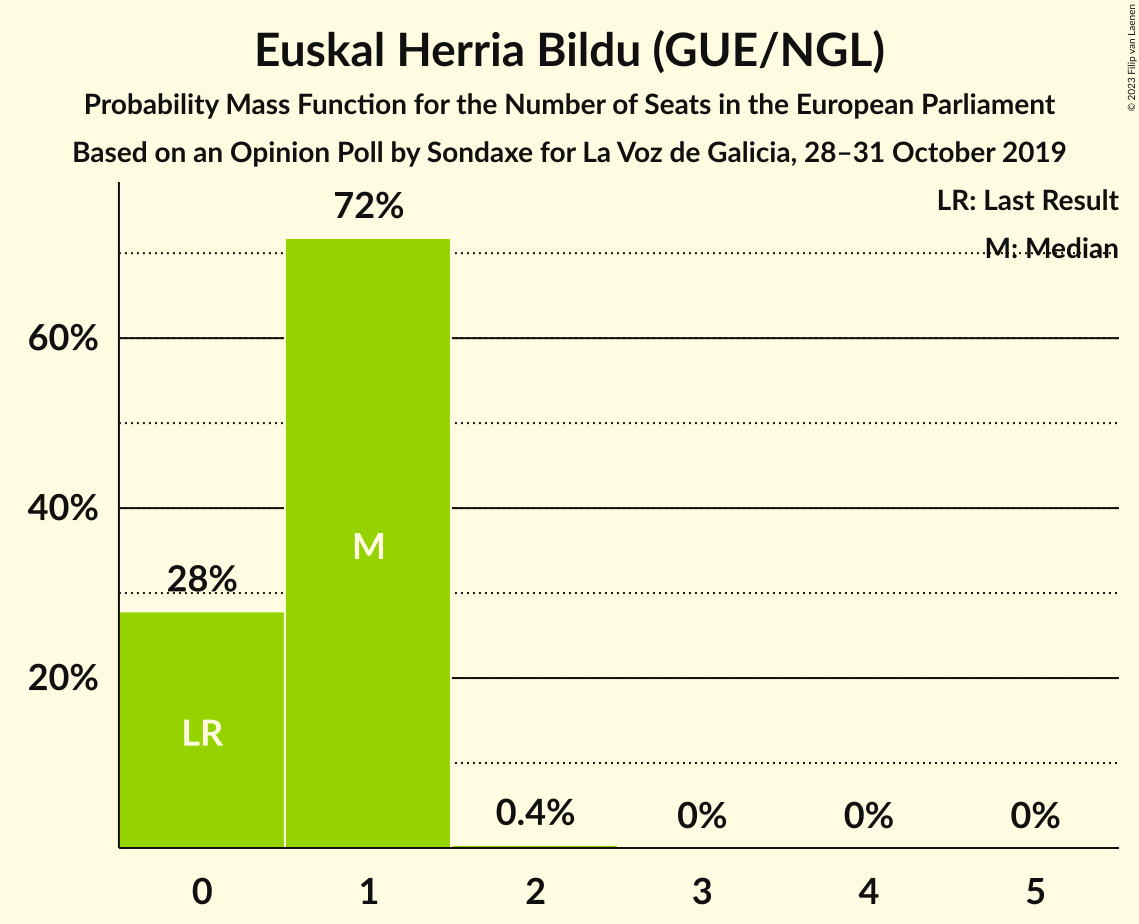 Euskal Herria Bildu (GUE/NGL)
Probability Mass Function for the Number of Seats in the European Parliament
Based on an Opinion Poll by Sondaxe for La Voz de Galicia, 28–31 October 2019
© 2023 Filip van Laenen
LR: Last Result
M: Median
72%
60%
40%
M
28%
20%
LR
0.4%
0%
0%
0%
0
1
2
3
4
5